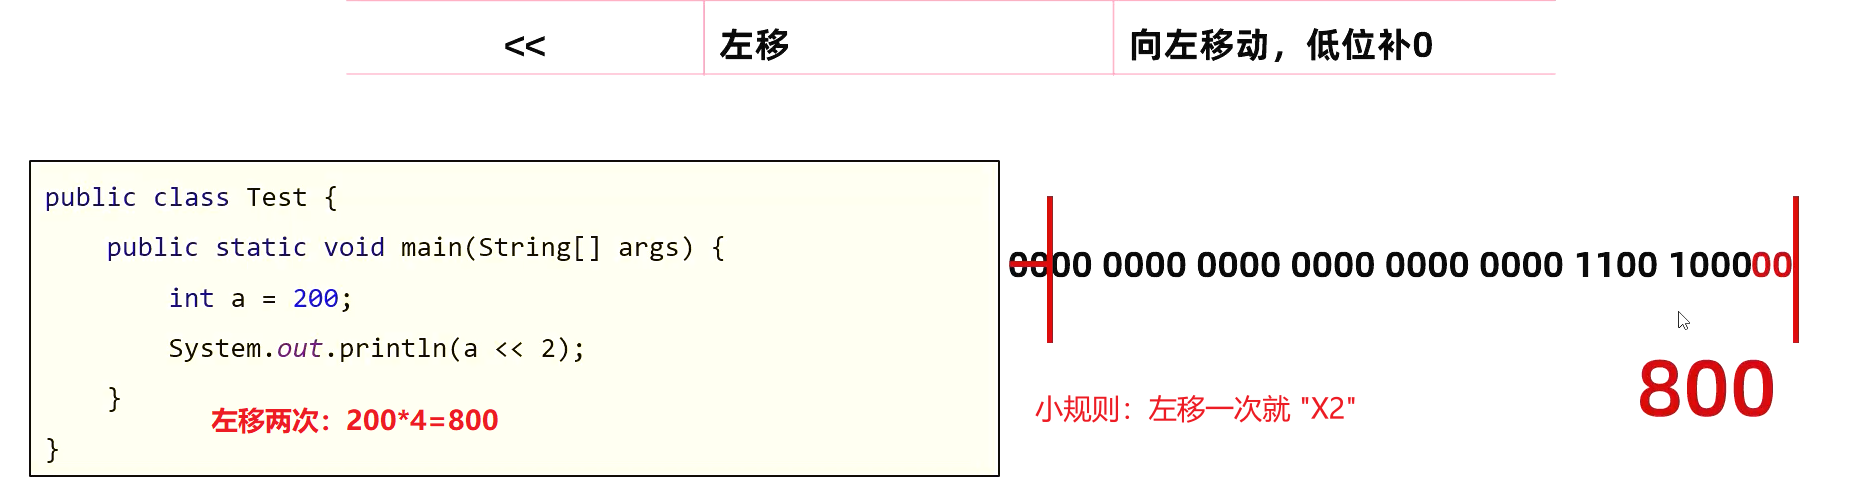 << 左移 向左移动，低位补0
public class Test {
public static void main(String[] args) {
int a = 200;
System.out.println(a << 2);
}
左移两次：200*4=800
}
0000 0000 0000 0000 0000 0000 1100 100000
800
小规则：左移一次就 "X2"